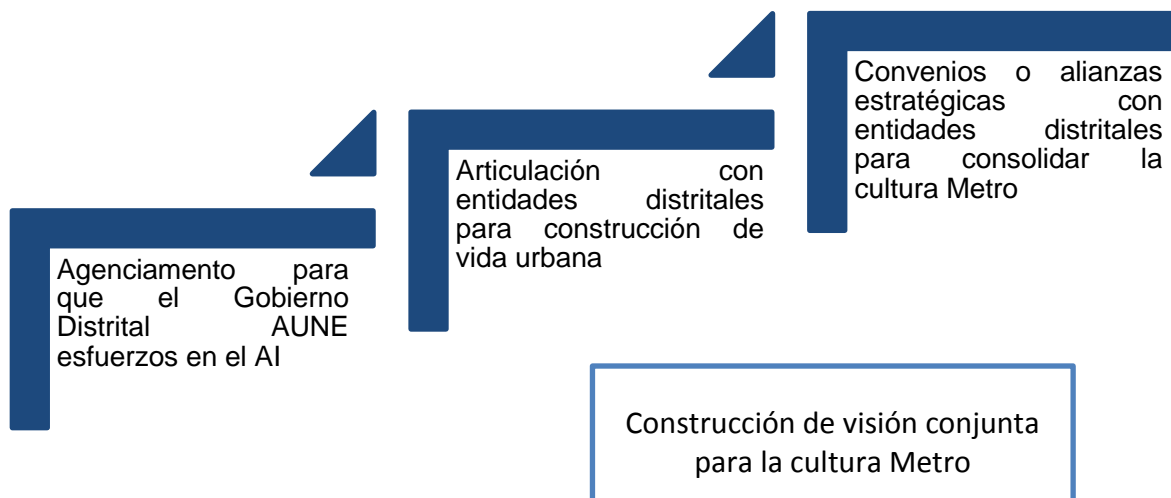 Agenciamento para
que el Gobierno
Distrital AUNE
esfuerzos en el AI
Articulación con
entidades distritales
para construcción de
vida urbana
Convenios o alianzas
estratégicas con
entidades distritales
para consolidar la
cultura Metro
Construcción de visión conjunta
para la cultura Metro